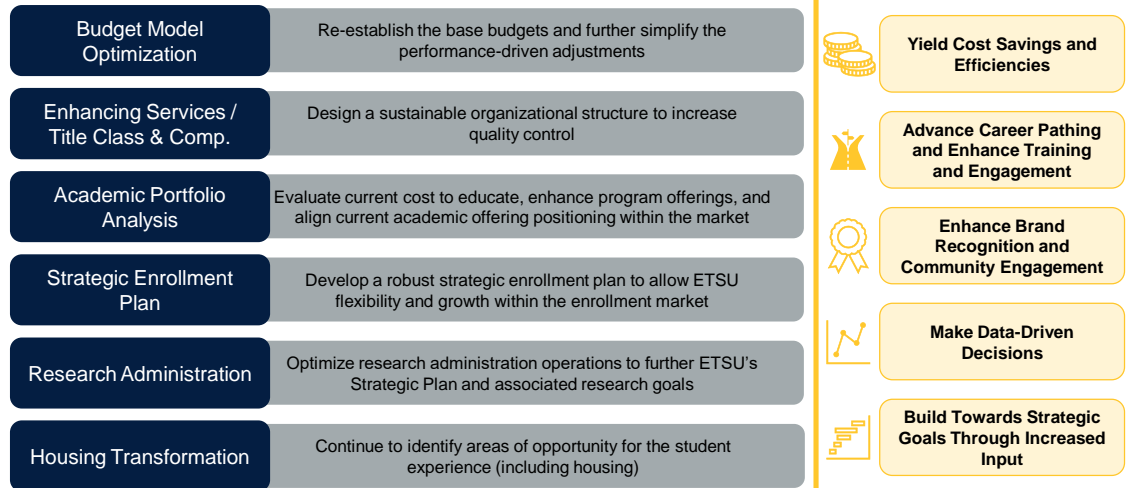 Budget Model
Optimization
Re-establish the base budgets and further simplify the
performance-driven adjustments
Enhancing Services /
Title Class & Comp.
Design a sustainable organizational structure to increase
quality control
Academic Portfolio
Analysis
Evaluate current cost to educate, enhance program offerings, and
align current academic offering positioning within the market
Strategic Enrollment
Plan
Develop a robust strategic enrollment plan to allow ETSU
flexibility and growth within the enrollment market
Research Administration
Optimize research administration operations to further ETSU's
Strategic Plan and associated research goals
Housing Transformation
Continue to identify areas of opportunity for the student
experience (including housing)
Yield Cost Savings and
Efficiencies
Advance Career Pathing
and Enhance Training
and Engagement
Enhance Brand
Recognition and
Community Engagement
Make Data-Driven
Decisions
Build Towards Strategic
Goals Through Increased
Input